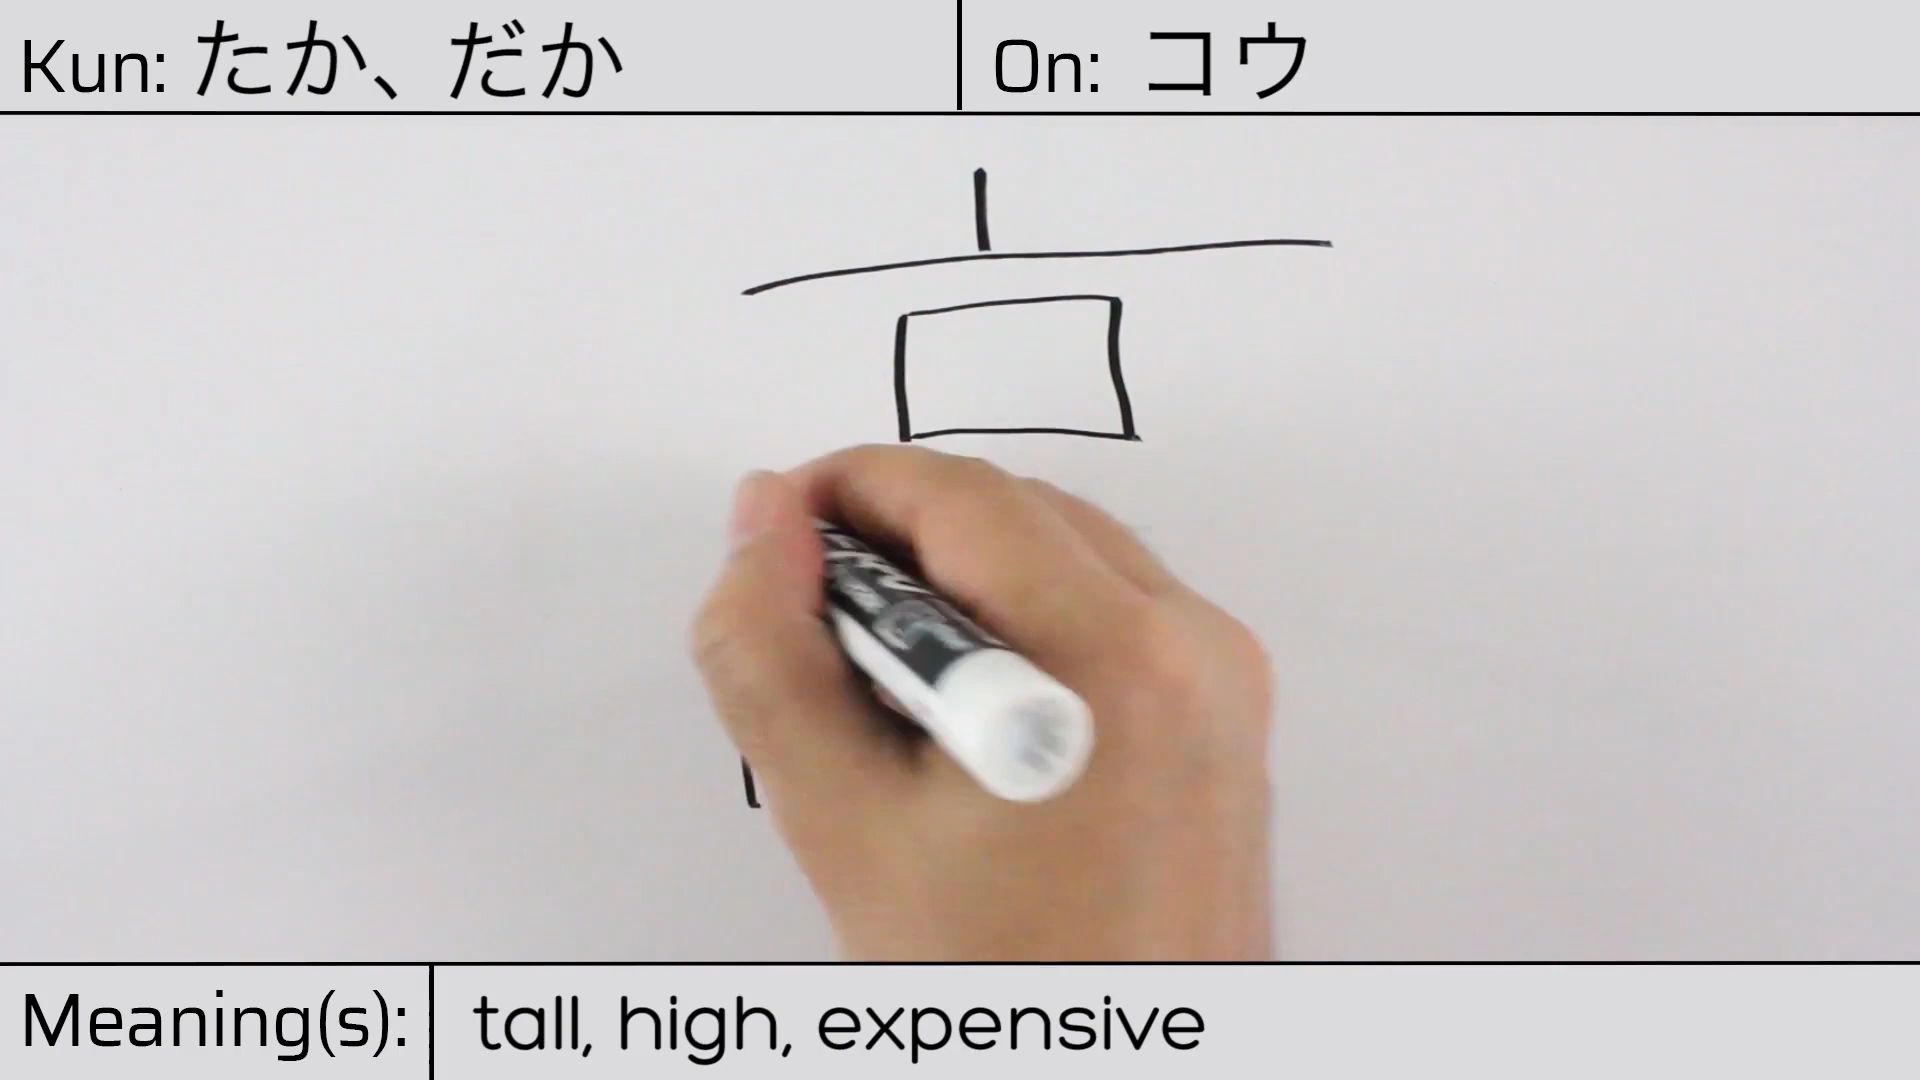 Kun: たか、だか
On: コウ
Meaning(s): tall, high, expensive